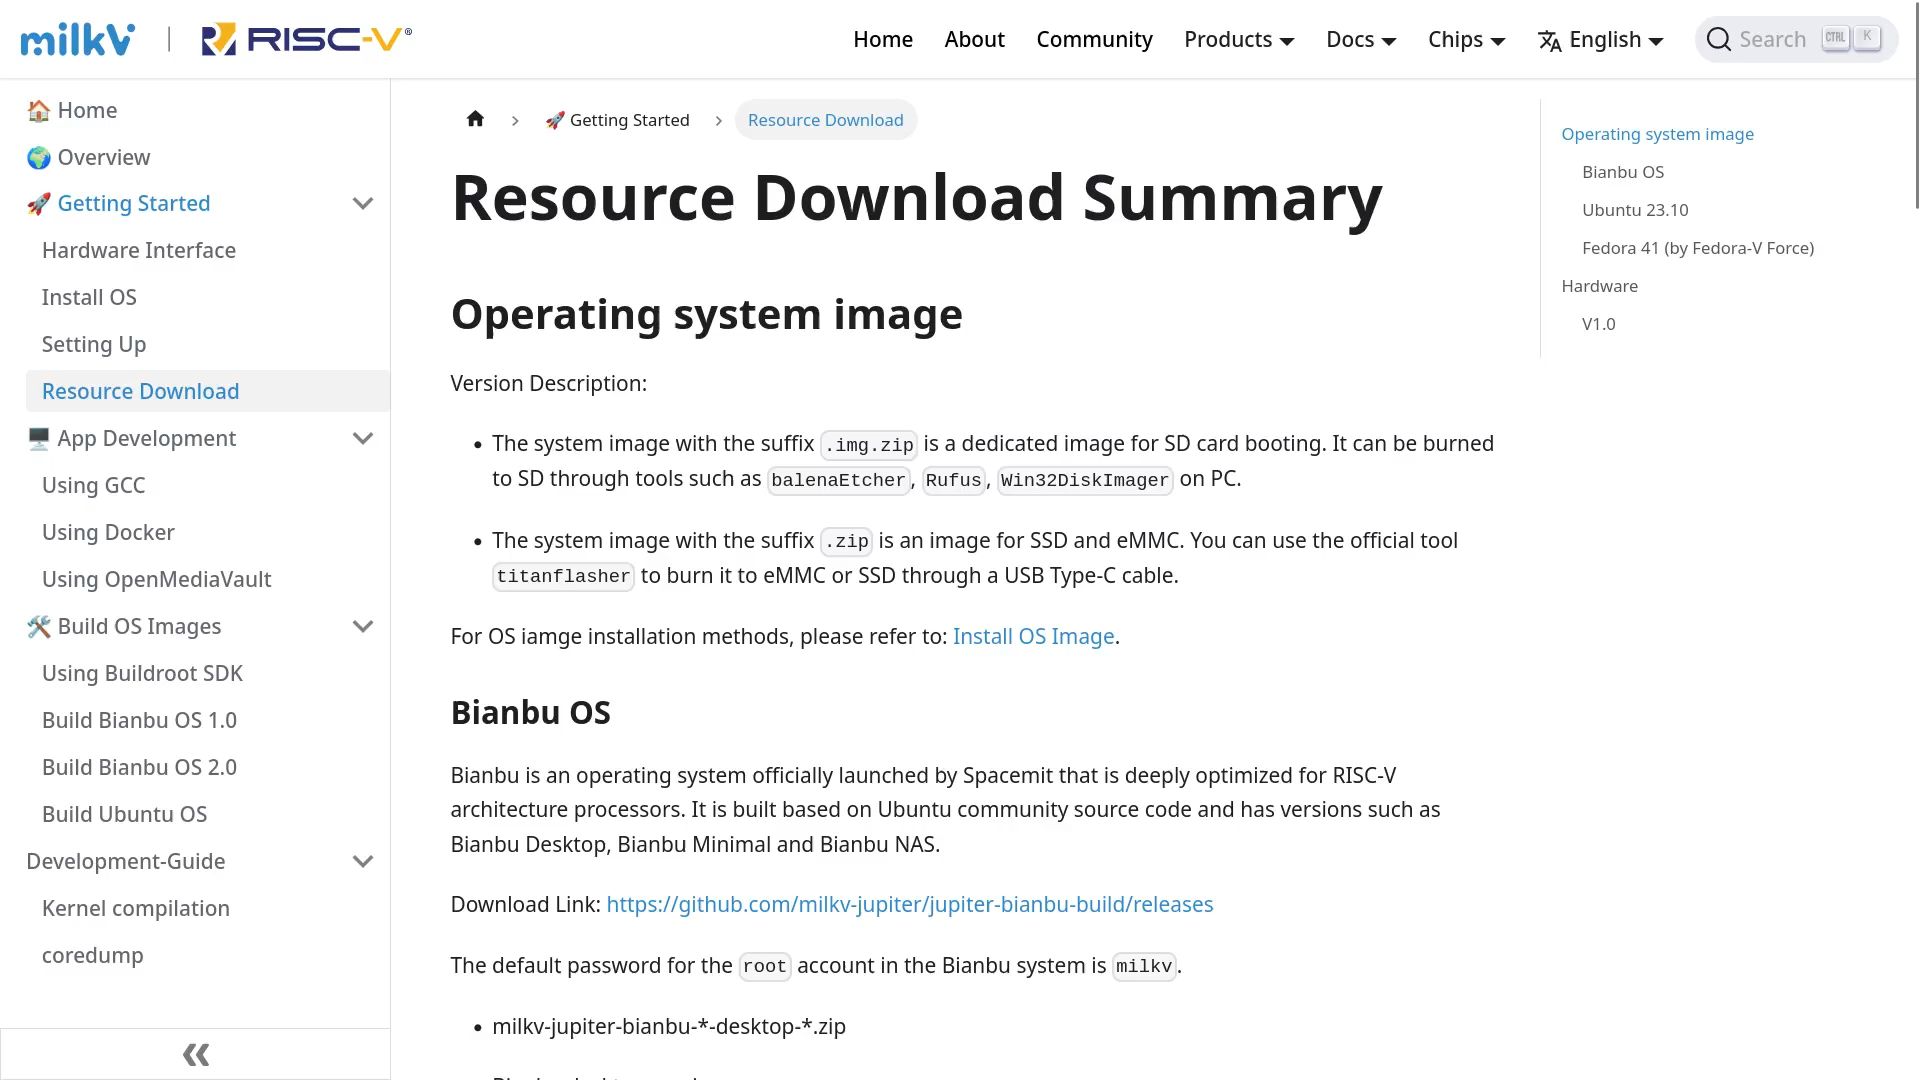 milkV | RISC-V®
Home About Community Products Docs Chips English Search CTRL K
🏠 Home
🌍 Overview
🚀 Getting Started
Hardware Interface
Install OS
Setting Up
Resource Download
🖥️ App Development
Using GCC
Using Docker
Using OpenMediaVault
🛠️ Build OS Images
Using Buildroot SDK
Build Bianbu OS 1.0
Build Bianbu OS 2.0
Build Ubuntu OS
Development-Guide
Kernel compilation
coredump
🚀 Getting Started
Resource Download
Resource Download Summary
Operating system image
Version Description:
• The system image with the suffix .img.zip is a dedicated image for SD card booting. It can be burned
to SD through tools such as balenaEtcher, Rufus, Win32DiskImager on PC.
• The system image with the suffix .zip is an image for SSD and eMMC. You can use the official tool
titanflasher to burn it to eMMC or SSD through a USB Type-C cable.
For OS iamge installation methods, please refer to: Install OS Image.
Bianbu OS
Bianbu is an operating system officially launched by Spacemit that is deeply optimized for RISC-V
architecture processors. It is built based on Ubuntu community source code and has versions such as
Bianbu Desktop, Bianbu Minimal and Bianbu NAS.
Download Link: https://github.com/milkv-jupiter/jupiter-bianbu-build/releases
The default password for the root account in the Bianbu system is milkv.
• milkv-jupiter-bianbu-*-desktop-*.zip
Operating system image
Bianbu OS
Ubuntu 23.10
Fedora 41 (by Fedora-V Force)
Hardware
V1.0